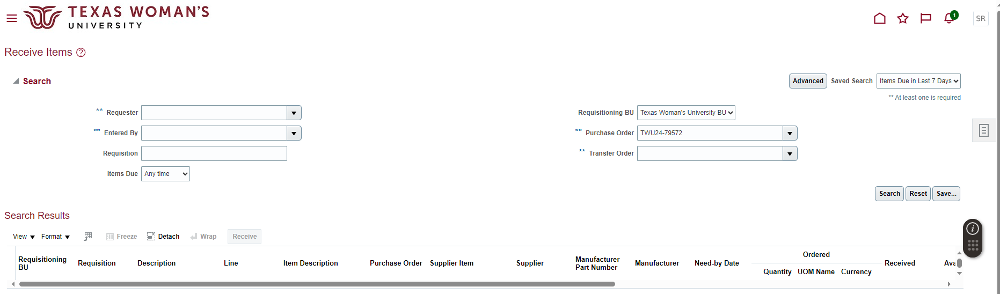 TEXAS WOMAN'S
UNIVERSITY
1
SR
Receive Items ?
Search
Advanced Saved Search Items Due in Last 7 Days
** At least one is required
** Requester
Requisitioning BU Texas Woman's University BU
** Entered By
** Purchase Order TWU24-79572
Requisition
** Transfer Order
Items Due Any time
Search Reset Save...
Search Results
View Format Freeze Detach Wrap Receive
Requisitioning BU Requisition Description Line Item Description Purchase Order Supplier Item Supplier Manufacturer Part Number Manufacturer Need-by Date Ordered Received Ava
Quantity UOM Name Currency